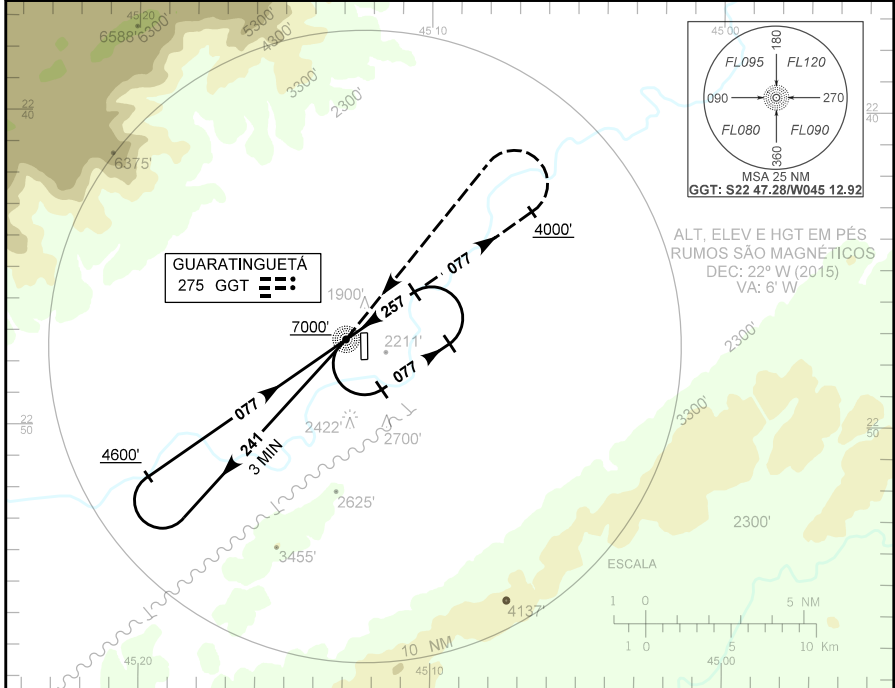 45 20
45 10
45 00
6588'
6300'
5300'
4300'
3300'
2300'
22
40
22
40
6375'
180
FL095 FL120
090 270
FL080 FL090
360
MSA 25 NM
GGT: S22 47.28/W045 12.92
4000'
077
ALT, ELEV E HGT EM PÉS
RUMOS SÃO MAGNÉTICOS
DEC: 22º W (2015)
VA: 6' W
GUARATINGUETÁ
275 GGT
1900'
257
7000'
2211'
2300'
077
077
3300'
2422'
2700'
22
50
22
50
241
3 MIN
4600'
2625'
2300'
3455'
ESCALA
4137'
1 0 5 NM
1 0 5 10 Km
10 NM
45 20
45 10
45 00